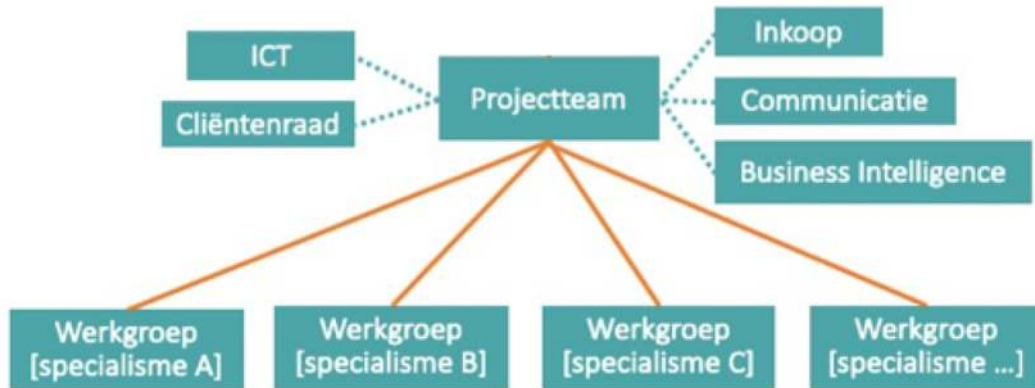 ICT
Cliëntenraad
Projectteam
Inkoop
Communicatie
Business Intelligence
Werkgroep
[specialisme A]
Werkgroep
[specialisme B]
Werkgroep
[specialisme C]
Werkgroep
[specialisme ...]